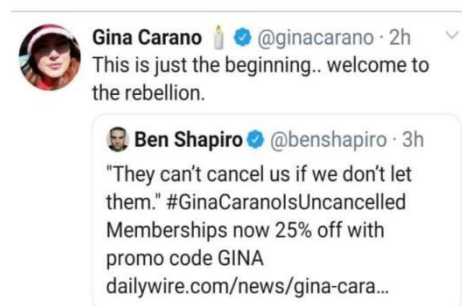 Gina Carano 🕯️ @ginacarano · 2h
This is just the beginning.. welcome to
the rebellion.
Ben Shapiro @benshapiro · 3h
"They can't cancel us if we don't let
them." #GinaCaranoIsUncancelled
Memberships now 25% off with
promo code GINA
dailywire.com/news/gina-cara...